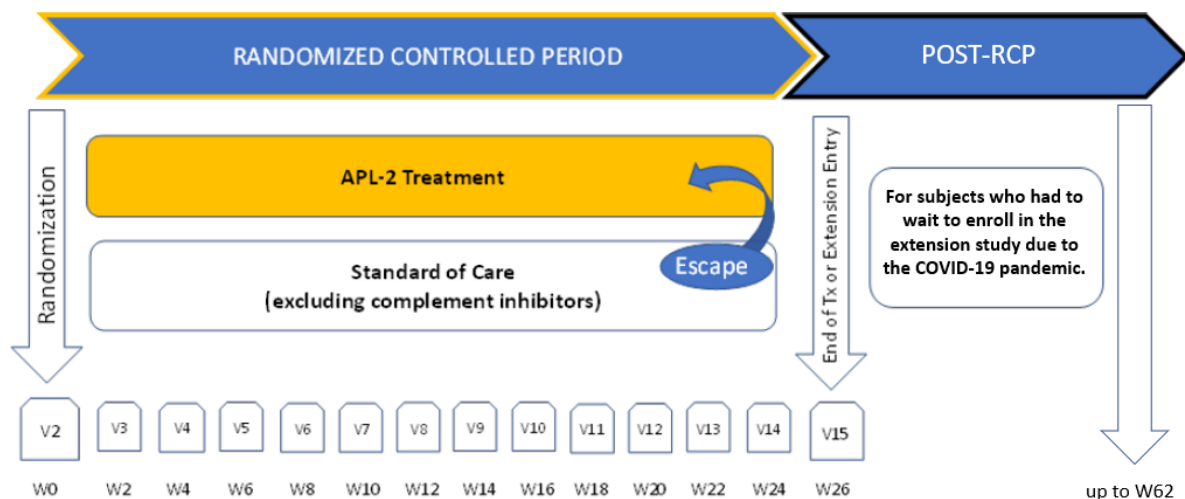 RANDOMIZED CONTROLLED PERIOD
POST-RCP
Randomization
APL-2 Treatment
Escape
Standard of Care
(excluding complement inhibitors)
End of Tx or Extension Entry
For subjects who had to
wait to enroll in the
extension study due to
the COVID-19 pandemic.
V2 V3 V4 V5 V6 V7 V8 V9 V10 V11 V12 V13 V14 V15
W0 W2 W4 W6 W8 W10 W12 W14 W16 W18 W20 W22 W24 W26 up to W62